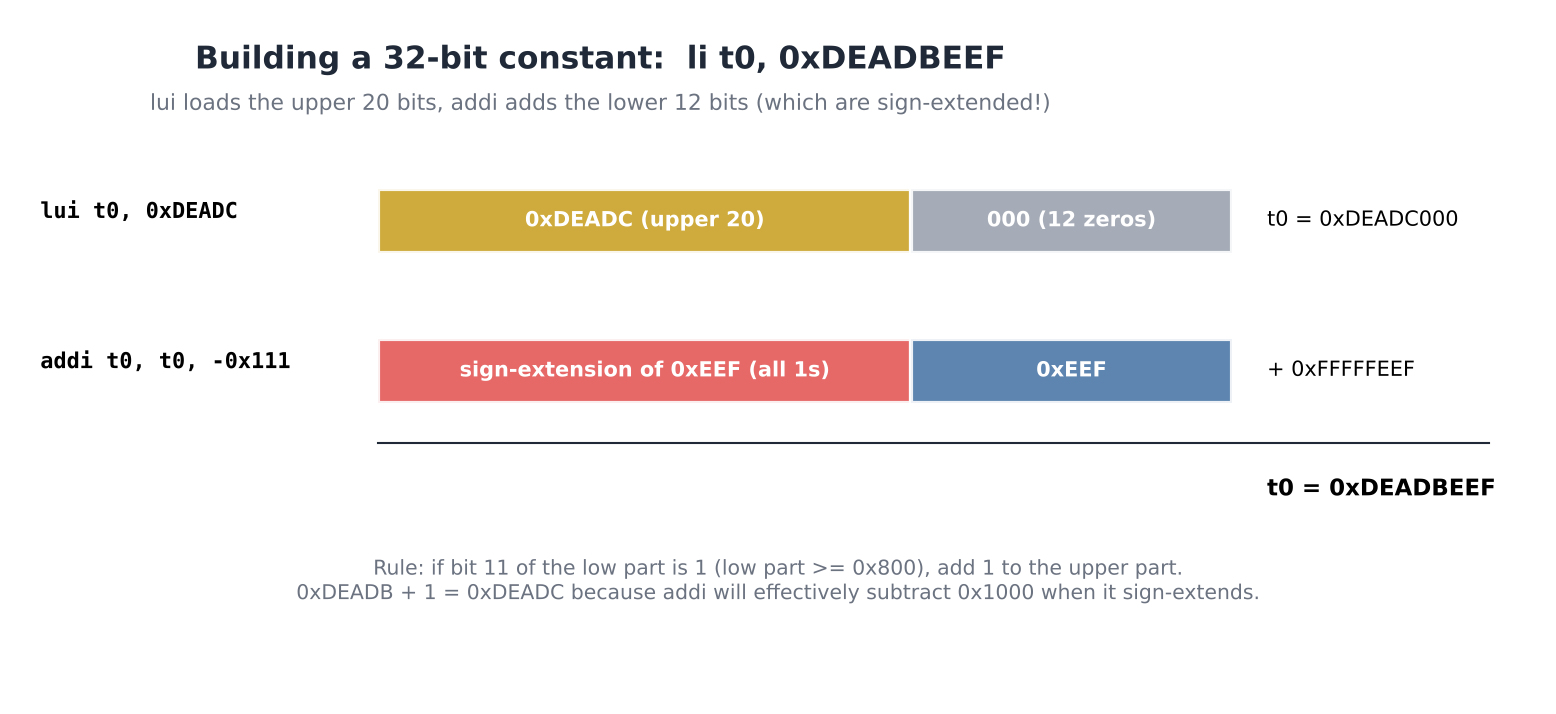 Building a 32-bit constant:  li t0, 0xDEADBEEF
lui loads the upper 20 bits, addi adds the lower 12 bits (which are sign-extended!)
lui t0, 0xDEADC
0xDEADC (upper 20)
000 (12 zeros)
t0 = 0xDEADC000
addi t0, t0, -0x111
sign-extension of 0xEEF (all 1s)
0xEEF
+ 0xFFFFFEEF
t0 = 0xDEADBEEF
Rule: if bit 11 of the low part is 1 (low part >= 0x800), add 1 to the upper part.
0xDEADB + 1 = 0xDEADC because addi will effectively subtract 0x1000 when it sign-extends.